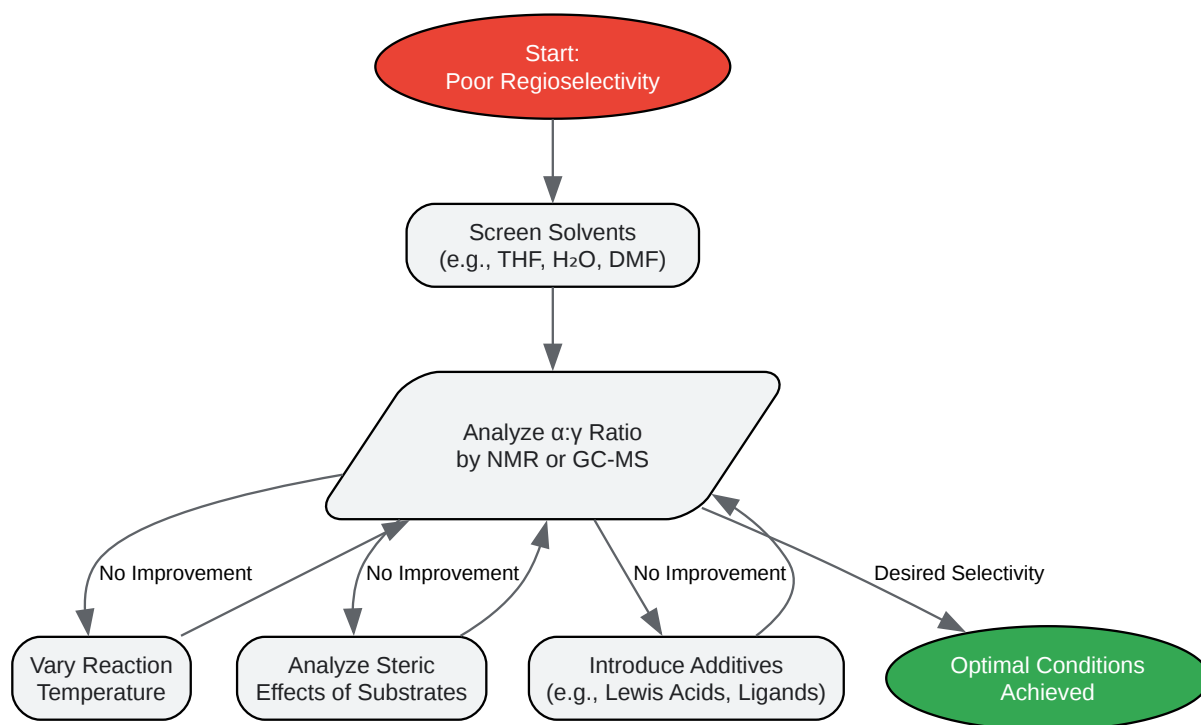 Start:
Poor Regioselectivity
Screen Solvents
(e.g., THF, H₂O, DMF)
Analyze α:γ Ratio
by NMR or GC-MS
No Improvement
No Improvement
No Improvement
Desired Selectivity
Vary Reaction
Temperature
Analyze Steric
Effects of Substrates
Introduce Additives
(e.g., Lewis Acids, Ligands)
Optimal Conditions
Achieved